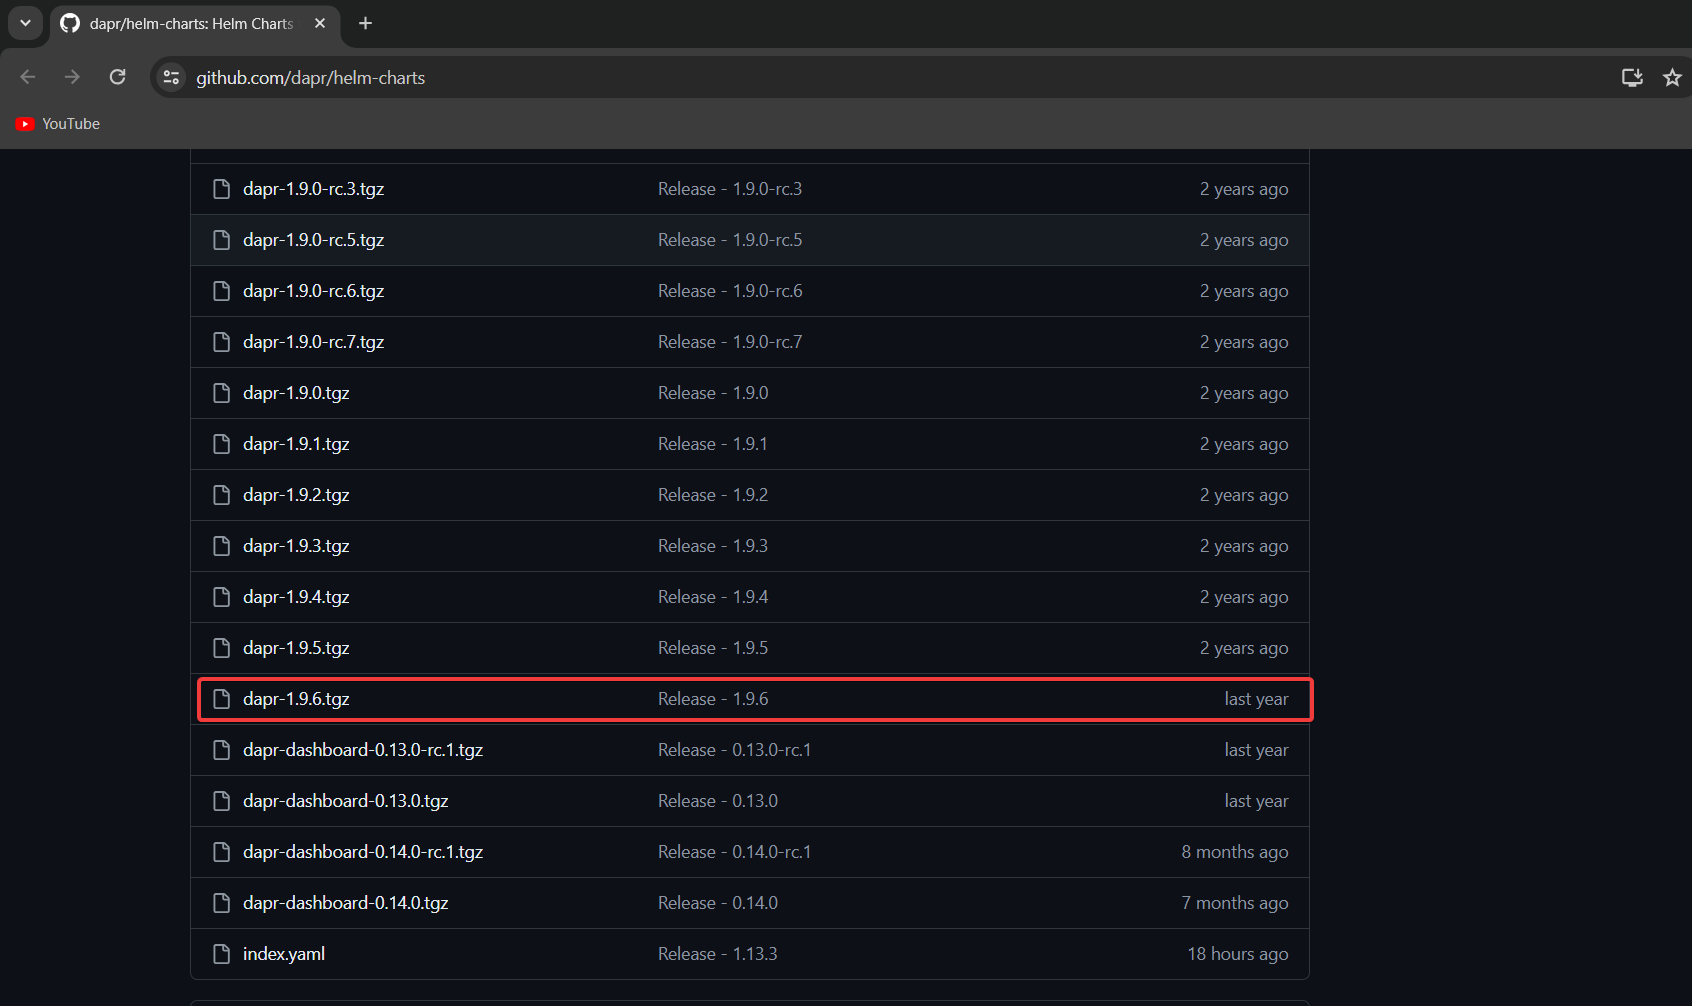 dapr/helm-charts: Helm Charts
github.com/dapr/helm-charts
YouTube
dapr-1.9.0-rc.3.tgz Release - 1.9.0-rc.3 2 years ago
dapr-1.9.0-rc.5.tgz Release - 1.9.0-rc.5 2 years ago
dapr-1.9.0-rc.6.tgz Release - 1.9.0-rc.6 2 years ago
dapr-1.9.0-rc.7.tgz Release - 1.9.0-rc.7 2 years ago
dapr-1.9.0.tgz Release - 1.9.0 2 years ago
dapr-1.9.1.tgz Release - 1.9.1 2 years ago
dapr-1.9.2.tgz Release - 1.9.2 2 years ago
dapr-1.9.3.tgz Release - 1.9.3 2 years ago
dapr-1.9.4.tgz Release - 1.9.4 2 years ago
dapr-1.9.5.tgz Release - 1.9.5 2 years ago
dapr-1.9.6.tgz Release - 1.9.6 last year
dapr-dashboard-0.13.0-rc.1.tgz Release - 0.13.0-rc.1 last year
dapr-dashboard-0.13.0.tgz Release - 0.13.0 last year
dapr-dashboard-0.14.0-rc.1.tgz Release - 0.14.0-rc.1 8 months ago
dapr-dashboard-0.14.0.tgz Release - 0.14.0 7 months ago
index.yaml Release - 1.13.3 18 hours ago